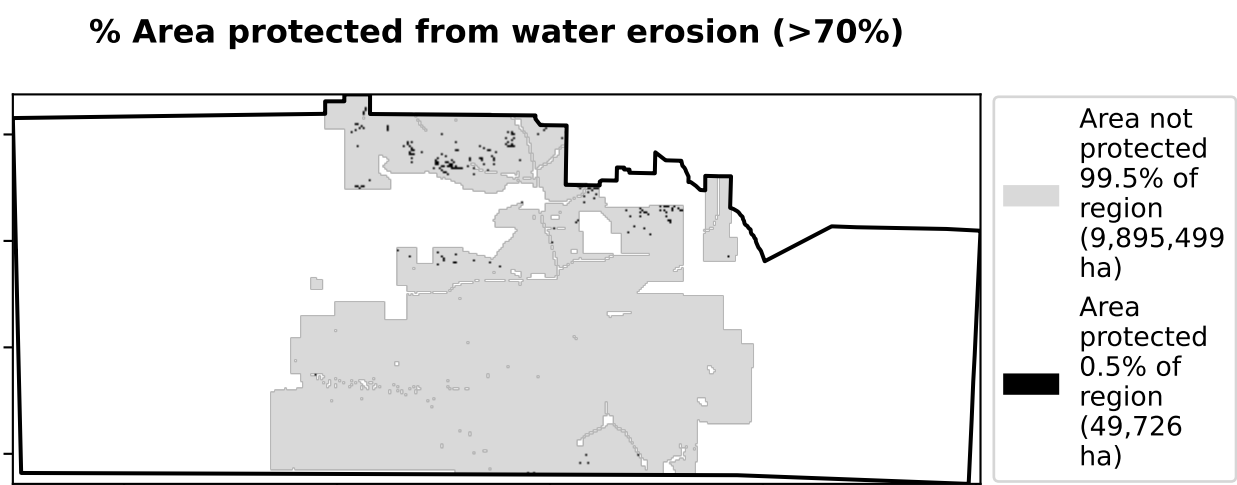 % Area protected from water erosion (>70%)
Area not
protected
99.5% of
region
(9,895,499
ha)
Area
protected
0.5% of
region
(49,726
ha)